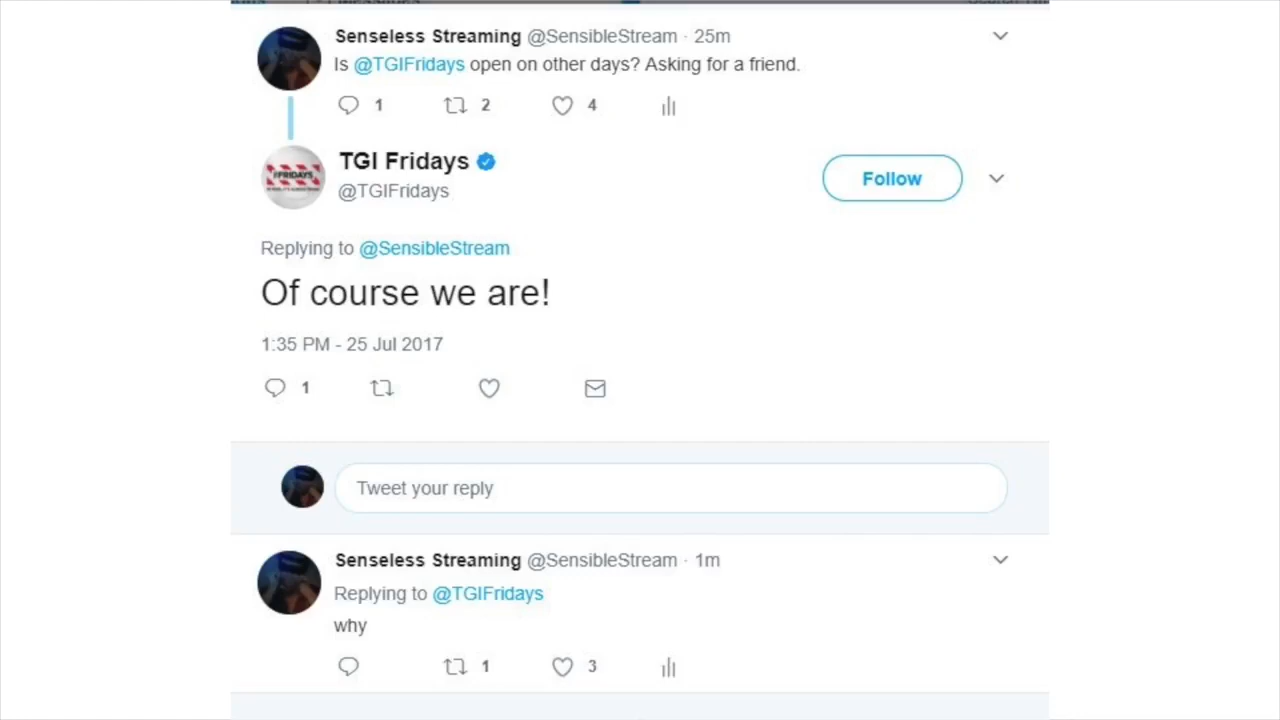 Senseless Streaming @SensibleStream · 25m
Is @TGIFridays open on other days? Asking for a friend.
1 2 4
FRIDAYS
TGI Fridays
@TGIFridays
Follow
Replying to @SensibleStream
Of course we are!
1:35 PM - 25 Jul 2017
1
Tweet your reply
Senseless Streaming @SensibleStream · 1m
Replying to @TGIFridays
why
1 3